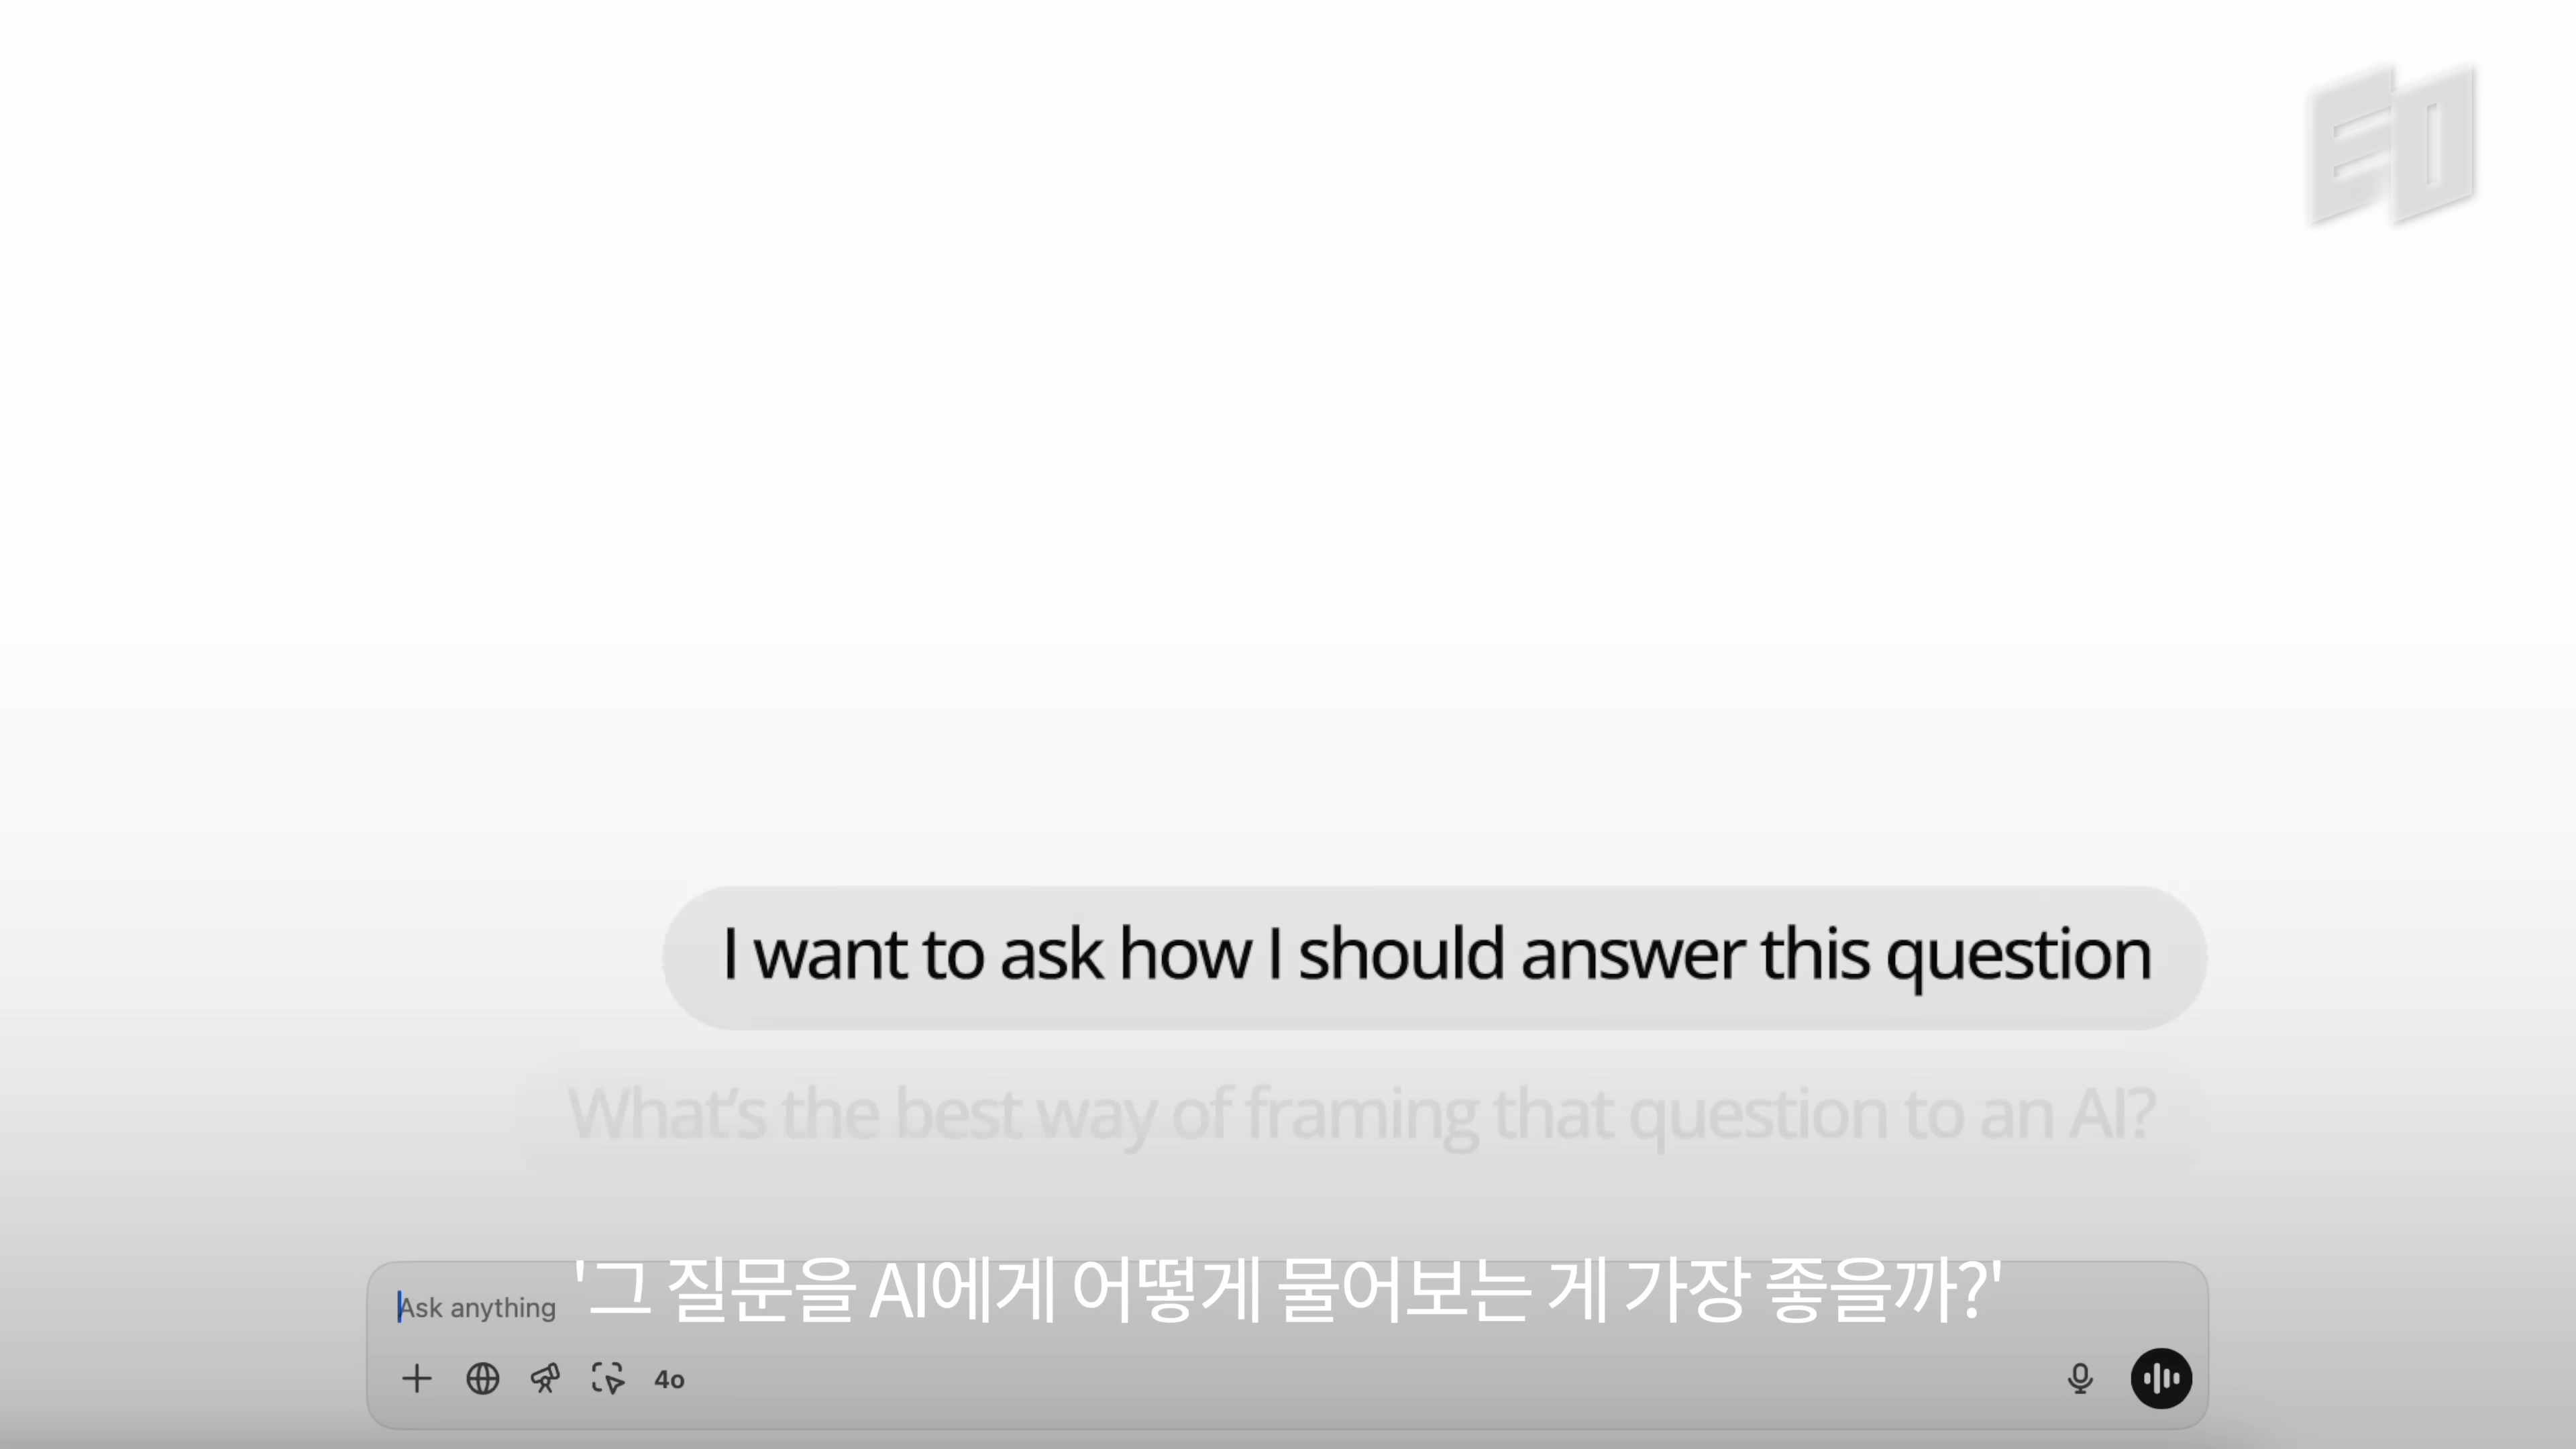 EO
I want to ask how I should answer this question
What's the best way of framing that question to an AI?
'그 질문을 AI에게 어떻게 물어보는 게 가장 좋을까?'
Ask anything
4o